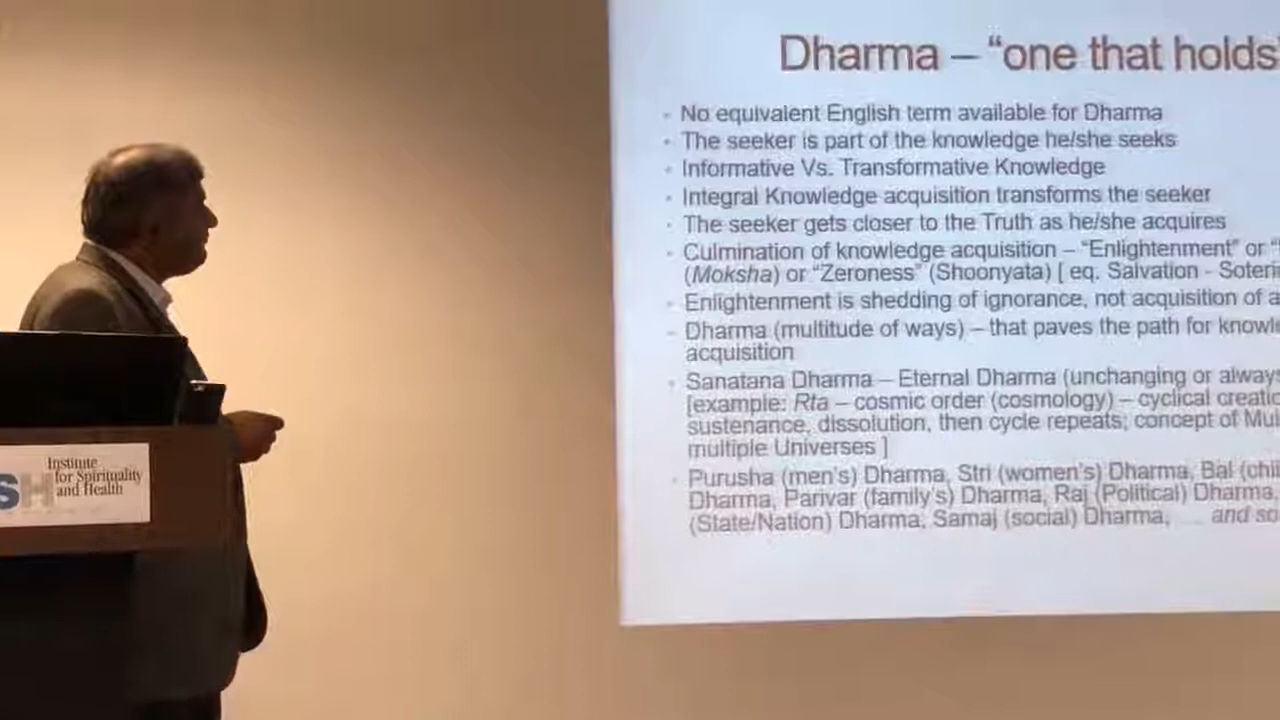 Dharma – “one that holds”
No equivalent English term available for Dharma
The seeker is part of the knowledge he/she seeks
Informative Vs. Transformative Knowledge
Integral Knowledge acquisition transforms the seeker
The seeker gets closer to the Truth as he/she acquires
Culmination of knowledge acquisition – “Enlightenment” or “
(Moksha) or “Zeroness” (Shoonyata) [ eq. Salvation - Soteri
Enlightenment is shedding of ignorance, not acquisition of a
Dharma (multitude of ways) – that paves the path for knowl
acquisition
Sanatana Dharma – Eternal Dharma (unchanging or always
[example: Rta – cosmic order (cosmology) – cyclical creatio
sustenance, dissolution, then cycle repeats; concept of Mul
multiple Universes ]
Purusha (men's) Dharma, Stri (women's) Dharma, Bal (chil
Dharma, Parivar (family's) Dharma, Raj (Political) Dharma,
(State/Nation) Dharma, Samaj (social) Dharma, … and so
SH
Institute
for Spirituality
and Health